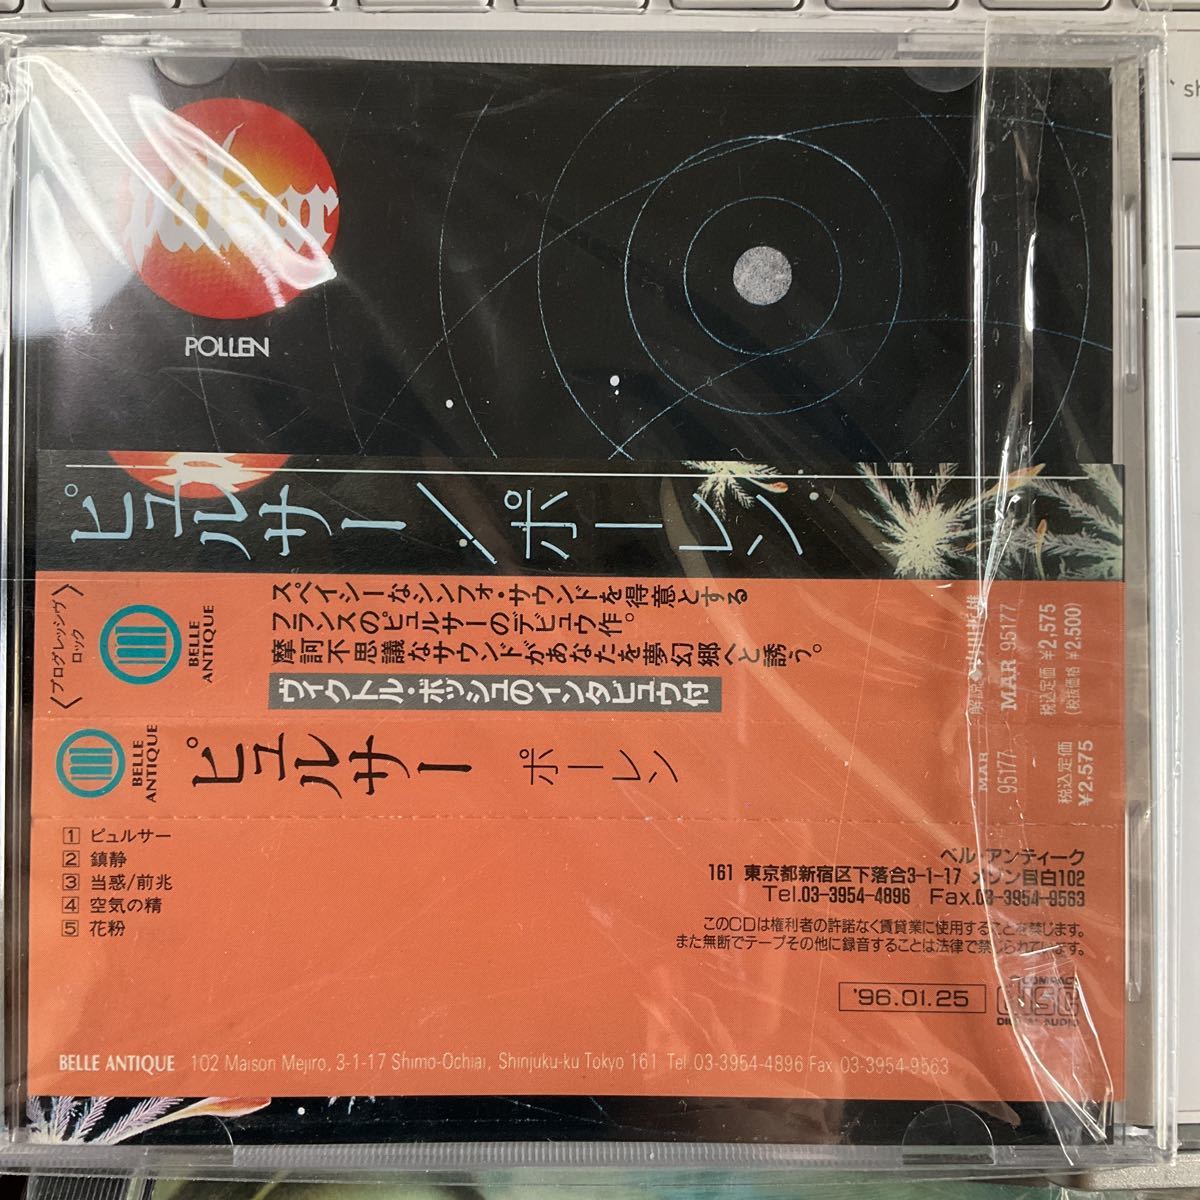 pulsar
POLLEN
ピュルサー/ポーレン
〈プログレッシヴ
ロック〉
BELLE
ANTIQUE
スペイシーなシンフォ・サウンドを得意とする
フランスのピュルサーのデビュウ作。
摩訶不思議なサウンドがあなたを夢幻郷へと誘う。
ヴィクトル・ボッシュのインタビュウ付
解説
MAR 95177
税込定価 ¥2,575
(税抜価格 ¥2,500)
BELLE
ANTIQUE
ピュルサー ポーレン
MAR
95177
税込定価
¥2,575
1 ピュルサー
2 鎮静
3 当惑/前兆
4 空気の精
5 花粉
ベル・アンティーク
161 東京都新宿区下落合3-1-17 メゾン目白102
Tel.03-3954-4896 Fax.03-3954-9563
このCDは権利者の許諾なく賃貸業に使用することを禁じます。
また無断でテープその他に録音することは法律で禁じられています。
'96.01.25
COMPACT
disc
DIGITAL AUDIO
BELLE ANTIQUE 102 Maison Mejiro, 3-1-17 Shimo-Ochiai, Shinjuku-ku Tokyo 161 Tel.03-3954-4896 Fax.03-3954-9563